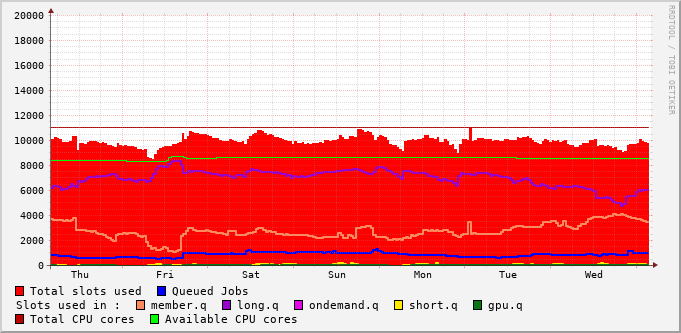 20000
18000
16000
14000
12000
10000
8000
6000
4000
2000
0
Thu Fri Sat Sun Mon Tue Wed
RRDTOOL / TOBI OETIKER
Total slots used Queued Jobs
Slots used in : member.q long.q ondemand.q short.q gpu.q
Total CPU cores Available CPU cores